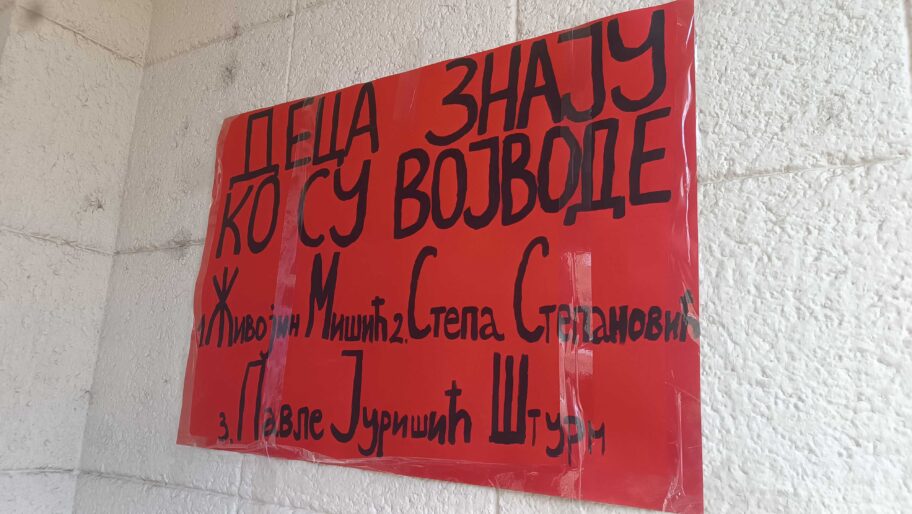 ДЕЦА ЗНАЈУ
КО СУ ВОЈВОДЕ
1. Живојин Мишић 2. Степа Степановић
3. Павле Јуришић Штурм